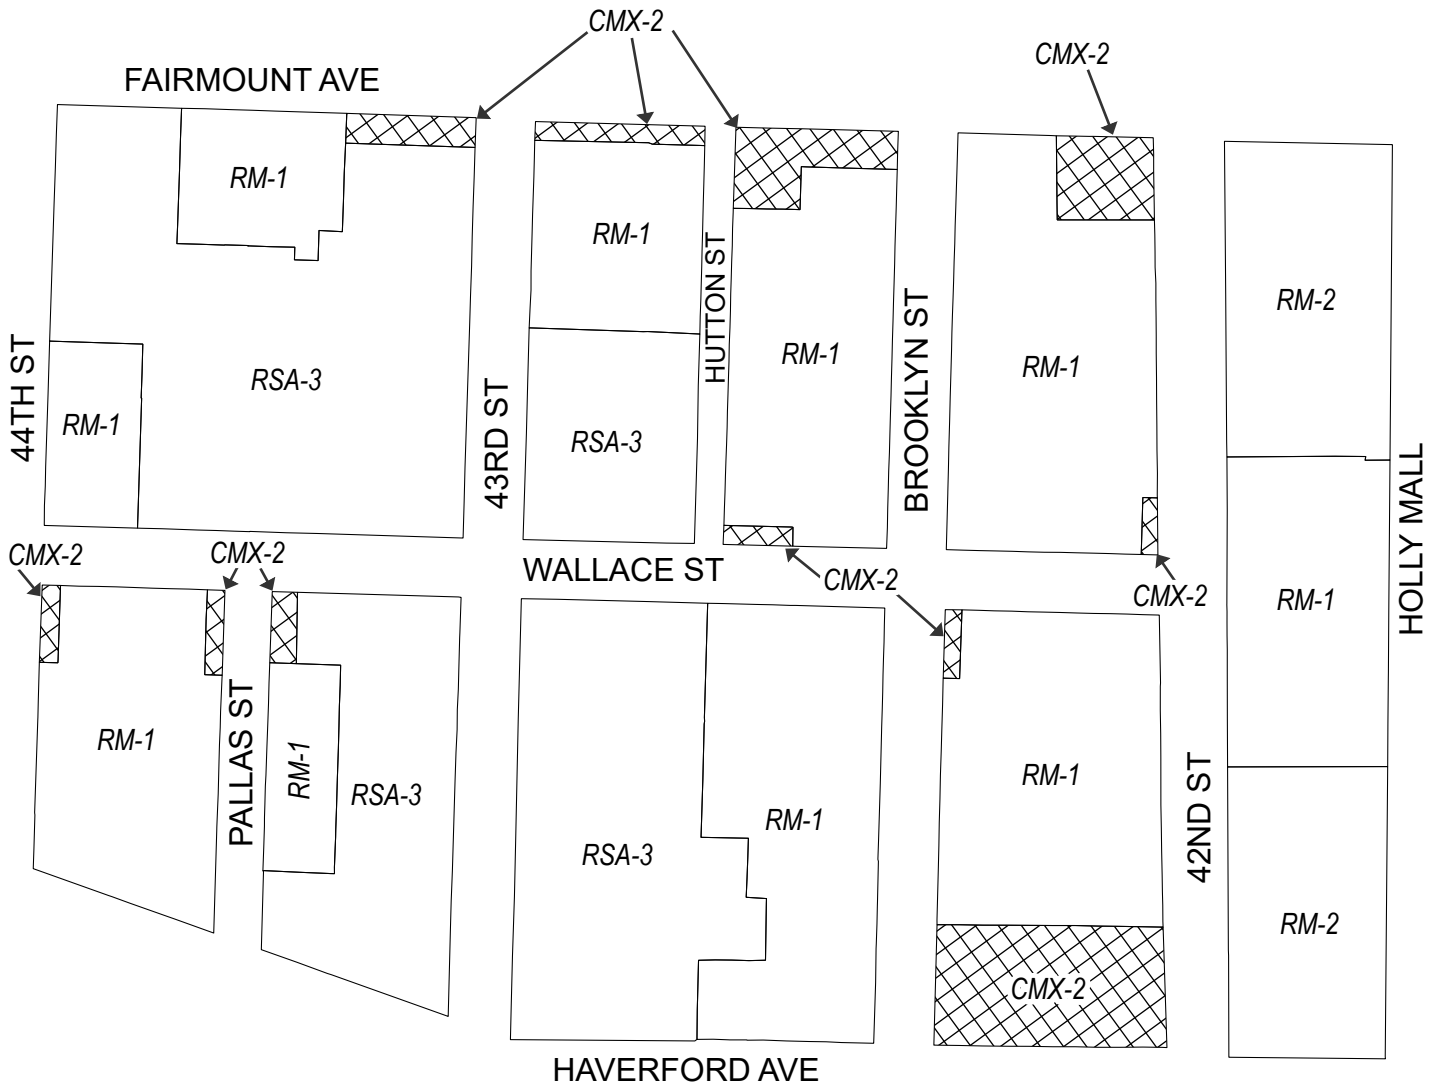 CMX-2
CMX-2
FAIRMOUNT AVE
RM-1
RM-1
HUTTON ST
RM-2
RM-1
BROOKLYN ST
RM-1
44TH ST
RSA-3
RM-1
43RD ST
RSA-3
HOLLY MALL
CMX-2
CMX-2
WALLACE ST
CMX-2
CMX-2
RM-1
RM-1
PALLAS ST
RM-1
RSA-3
RM-1
42ND ST
RM-1
RSA-3
RM-2
CMX-2
HAVERFORD AVE